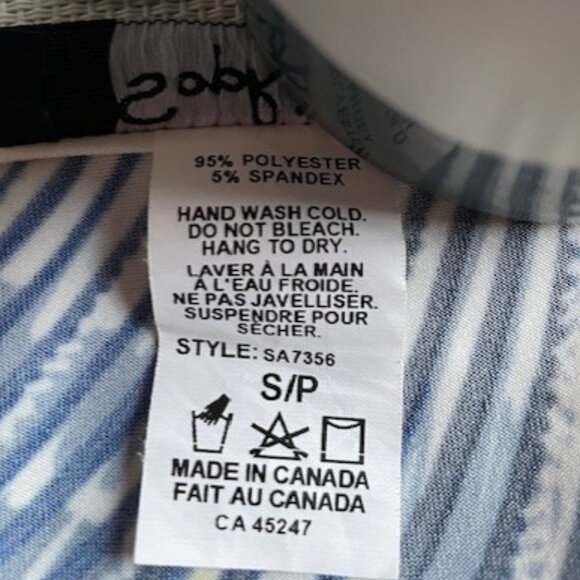 95% POLYESTER
5% SPANDEX
HAND WASH COLD.
DO NOT BLEACH.
HANG TO DRY.
LAVER À LA MAIN
À L'EAU FROIDE.
NE PAS JAVELLISER.
SUSPENDRE POUR
SÉCHER.
STYLE: SA7356
S/P
MADE IN CANADA
FAIT AU CANADA
CA 45247